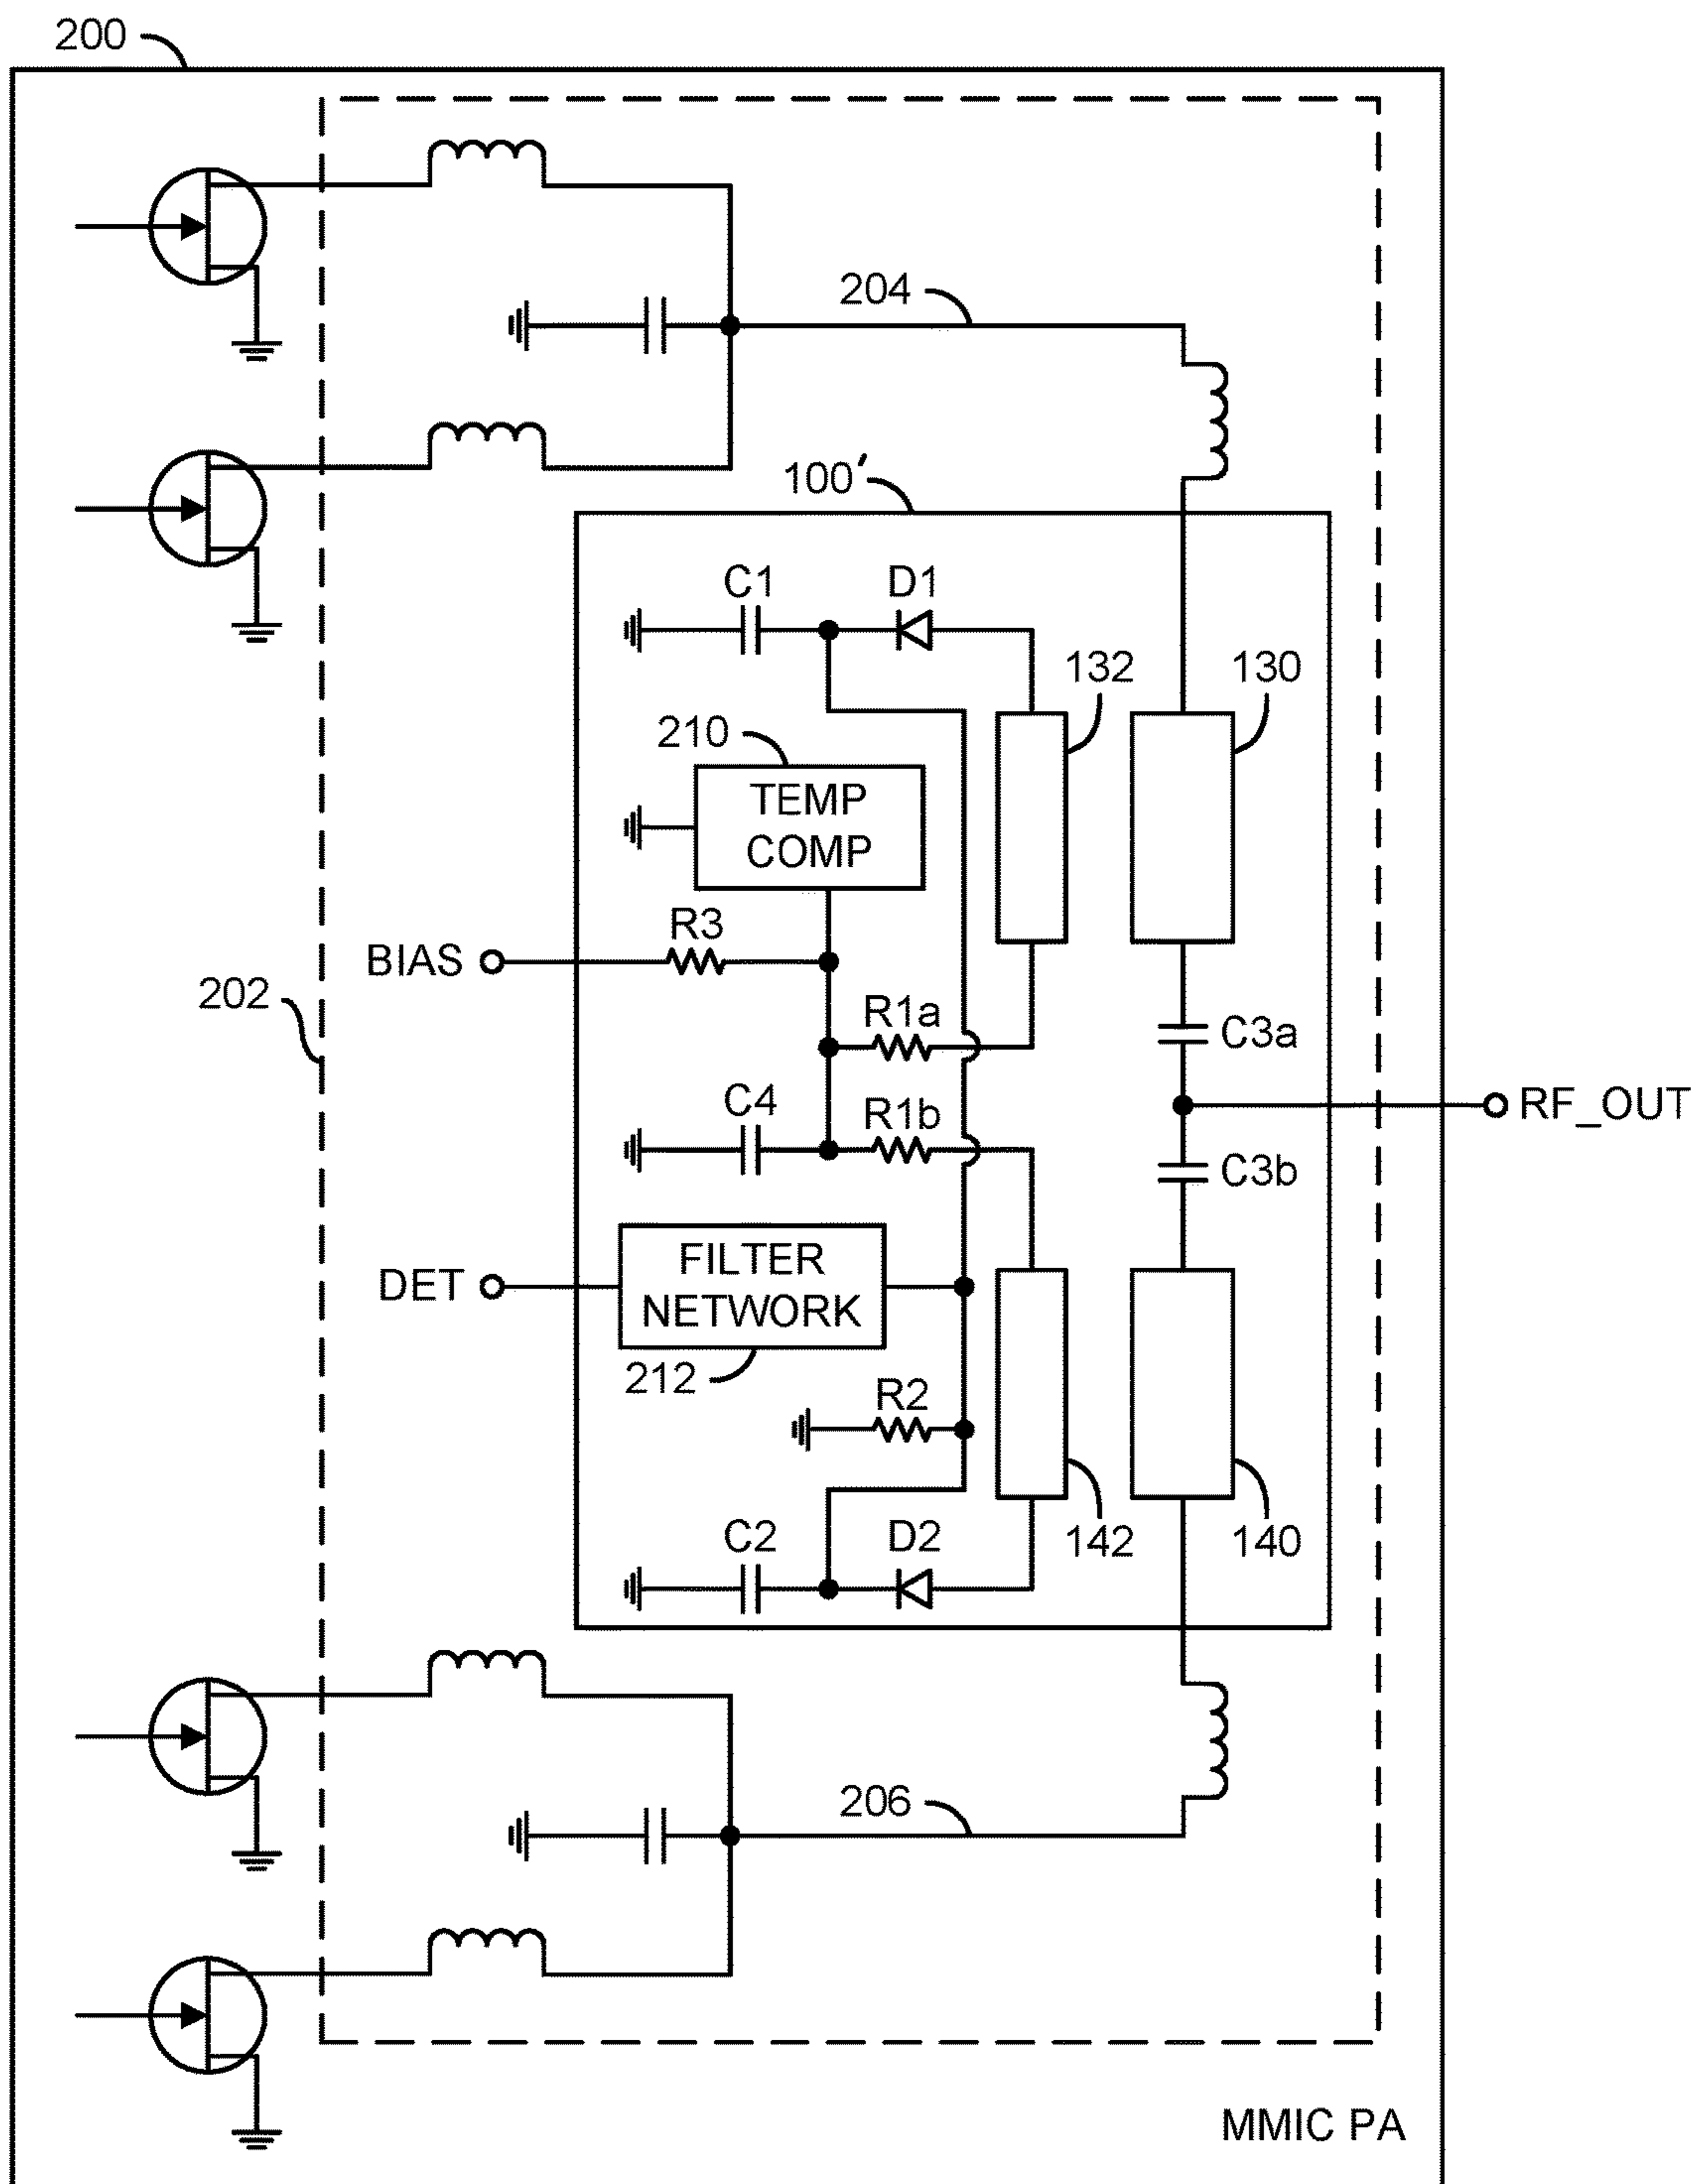 200
204
100′
C1
D1
132
130
210
TEMP
COMP
R3
BIAS
202
R1a
C3a
C4
R1b
RF_OUT
C3b
FILTER
NETWORK
DET
212
R2
C2
D2
142
140
206
MMIC PA